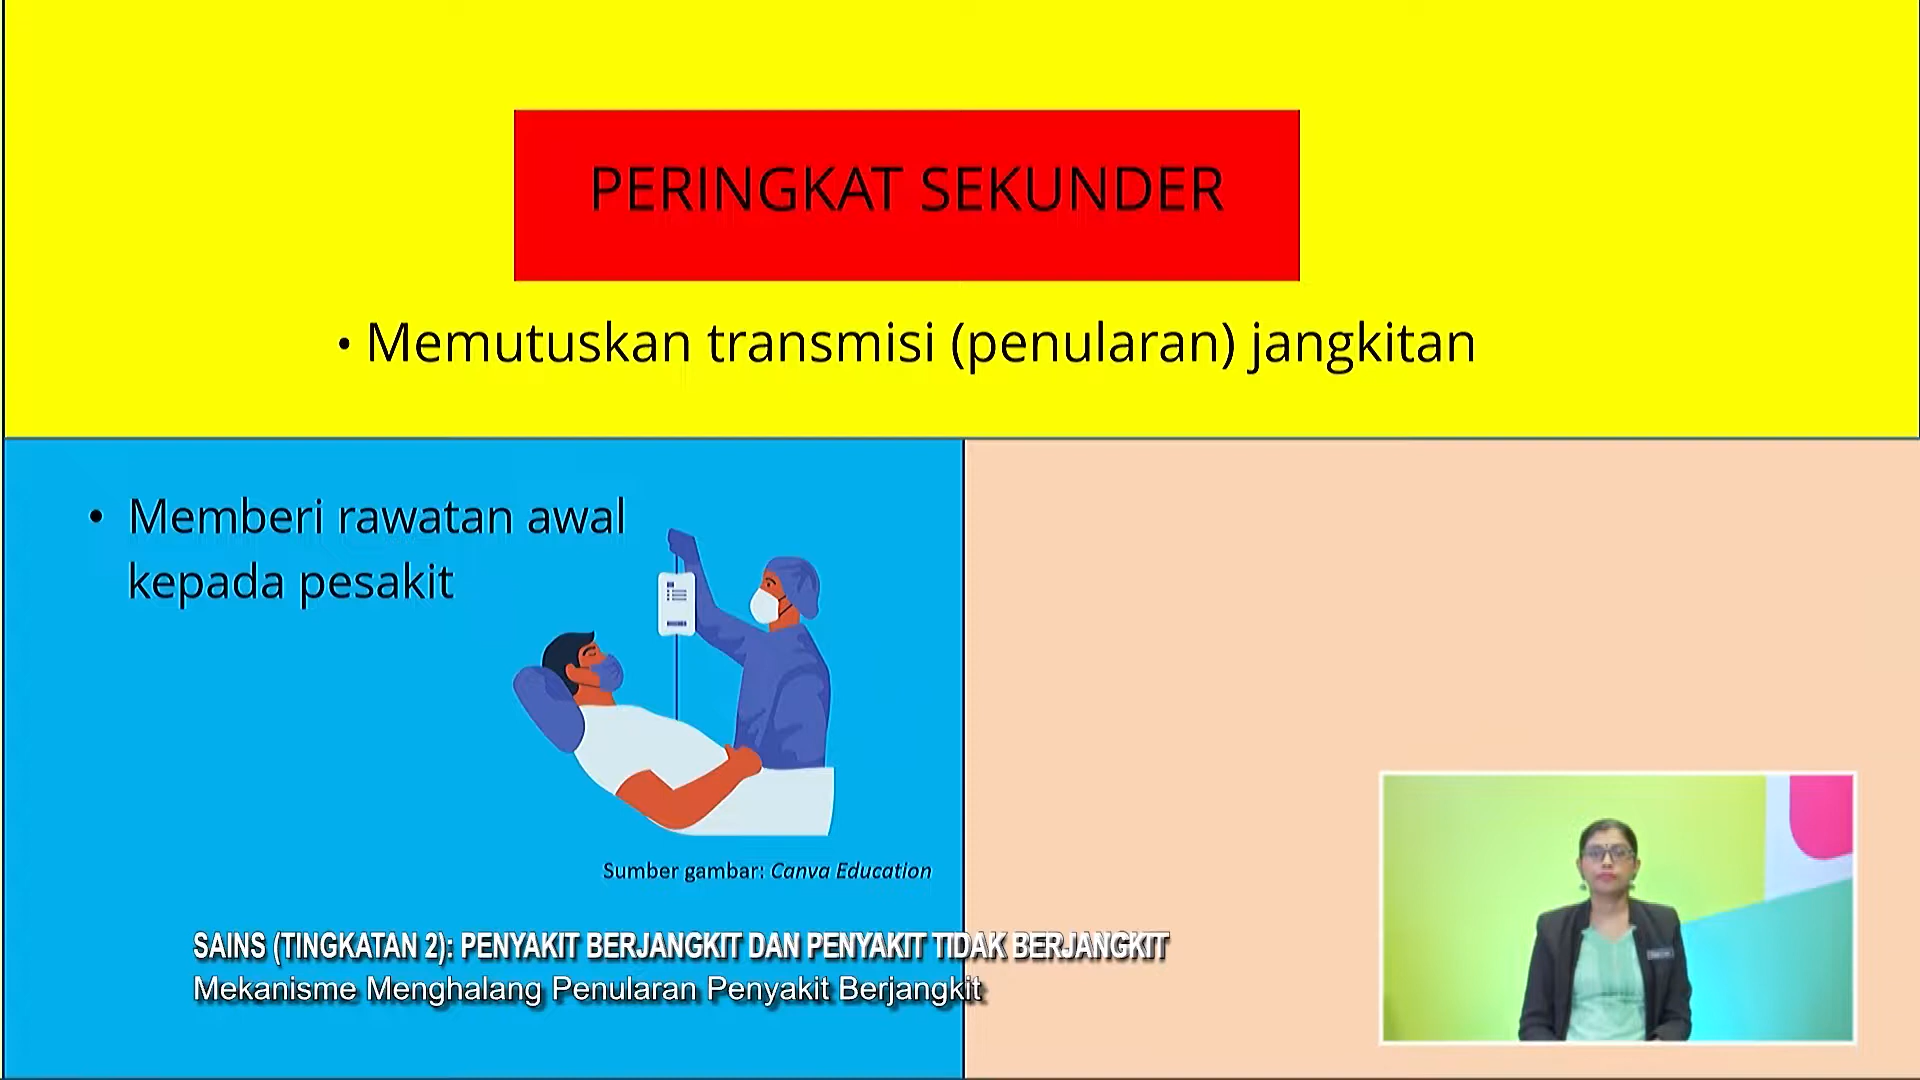 PERINGKAT SEKUNDER
• Memutuskan transmisi (penularan) jangkitan
• Memberi rawatan awal
kepada pesakit
Sumber gambar: Canva Education
SAINS (TINGKATAN 2): PENYAKIT BERJANGKIT DAN PENYAKIT TIDAK BERJANGKIT
Mekanisme Menghalang Penularan Penyakit Berjangkit